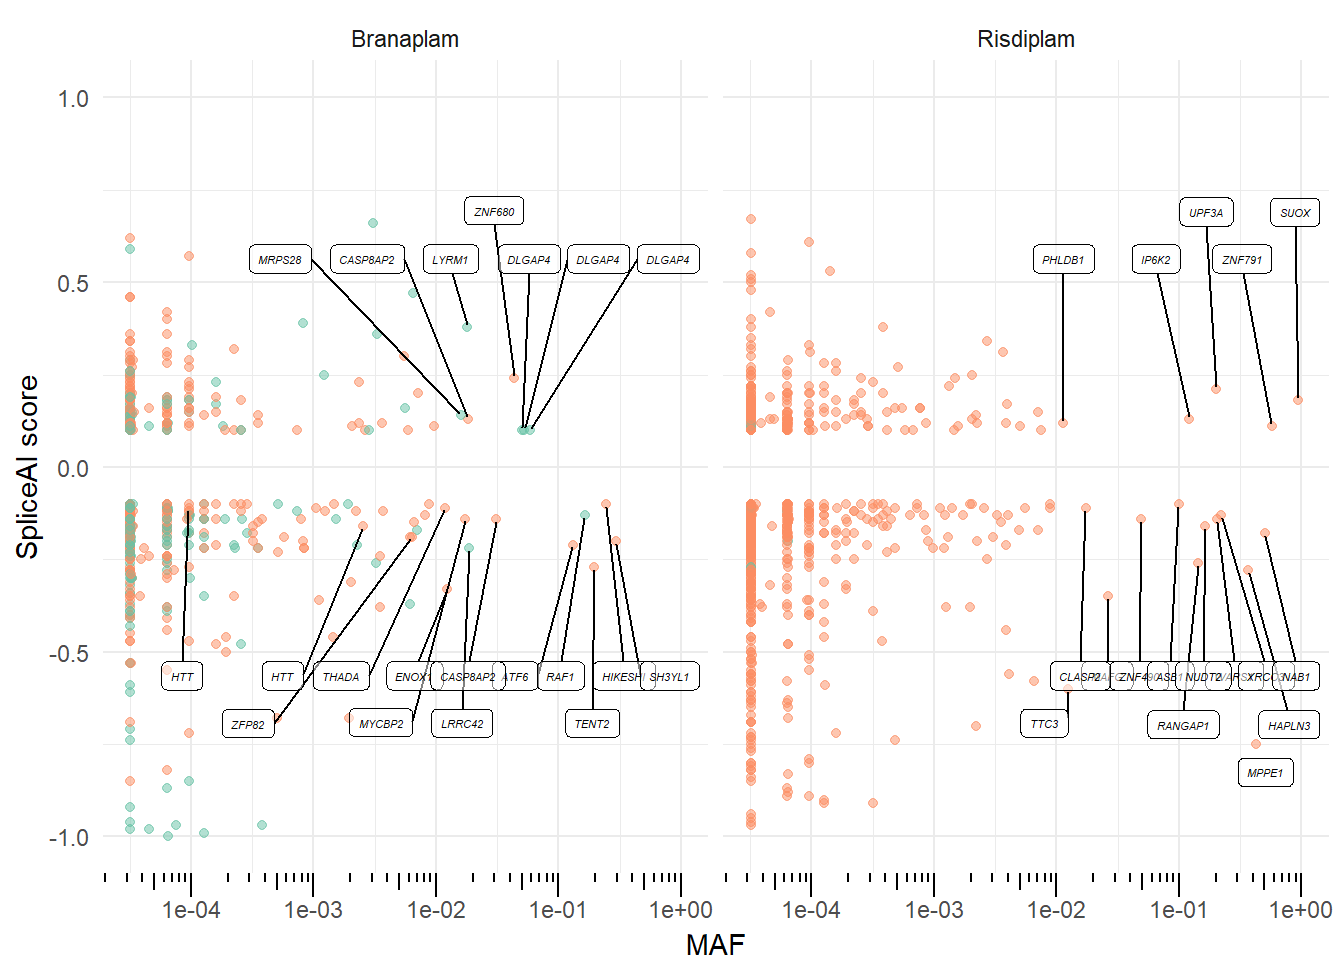 Branaplam
Risdiplam
SpliceAI score
1.0
0.5
0.0
-0.5
-1.0
ZNF680
MRPS28
CASP8AP2
LYRM1
DLGAP4
DLGAP4
DLGAP4
HTT
HTT
THADA
ENOX1
CASP8AP2
ATF6
RAF1
HIKESHI
SH3YL1
ZFP82
MYCBP2
LRRC42
TENT2
UPF3A
SUOX
PHLDB1
IP6K2
ZNF791
CLASP2
ZNF490
ASB1
NUDT2
XRCC3
NAB1
TTC3
RANGAP1
HAPLN3
MPPE1
1e-04
1e-03
1e-02
1e-01
1e+00
1e-04
1e-03
1e-02
1e-01
1e+00
MAF